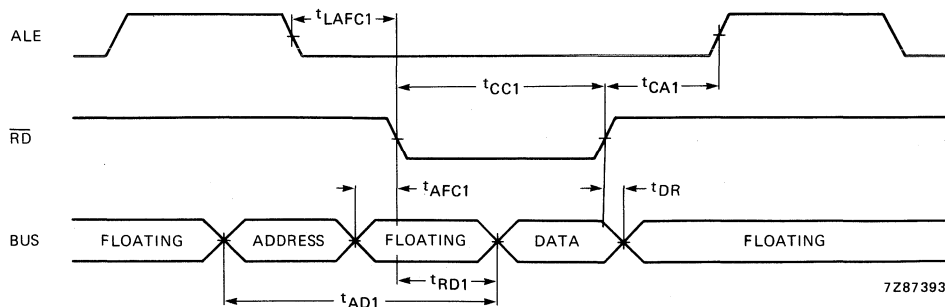 ALE
tLAFC1
tCC1
tCA1
RD
tAFC1
tDR
BUS
FLOATING ADDRESS FLOATING DATA FLOATING
tRD1
tAD1
7Z87393